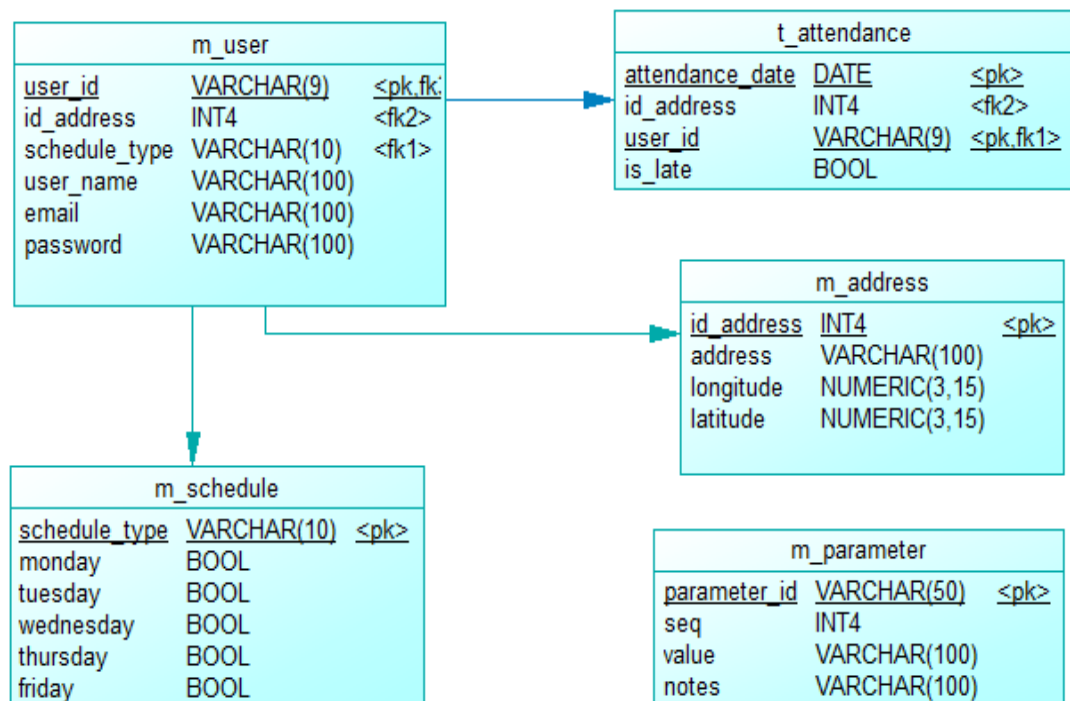 m_user
user_id VARCHAR(9) <pk,fk
id_address INT4 <fk2>
schedule_type VARCHAR(10) <fk1>
user_name VARCHAR(100)
email VARCHAR(100)
password VARCHAR(100)
t_attendance
attendance_date DATE <pk>
id_address INT4 <fk2>
user_id VARCHAR(9) <pk,fk1>
is_late BOOL
m_address
id_address INT4 <pk>
address VARCHAR(100)
longitude NUMERIC(3,15)
latitude NUMERIC(3,15)
m_schedule
schedule_type VARCHAR(10) <pk>
monday BOOL
tuesday BOOL
wednesday BOOL
thursday BOOL
friday BOOL
m_parameter
parameter_id VARCHAR(50) <pk>
seq INT4
value VARCHAR(100)
notes VARCHAR(100)